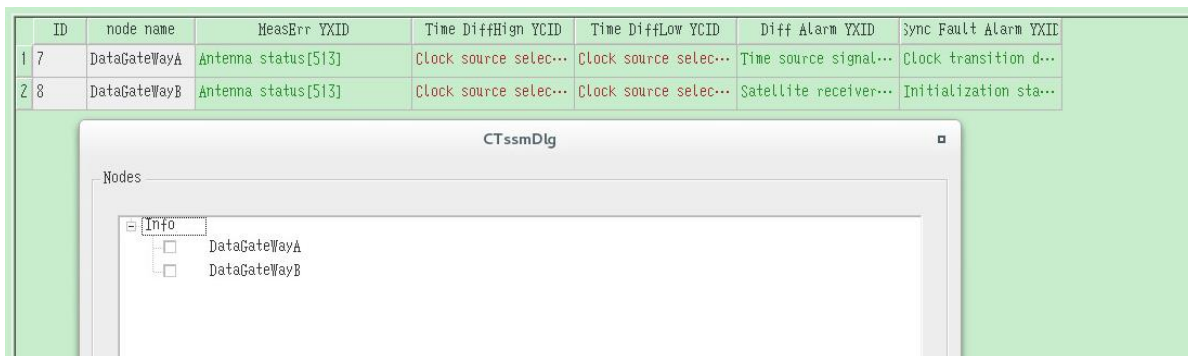 ID node name MeasErr YXID Time DiffHign YCID Time DiffLow YCID Diff Alarm YXID Sync Fault Alarm YXID
1 7 DataGateWayA Antenna status[513] Clock source selec... Clock source selec... Time source signal... Clock transition d...
2 8 DataGateWayB Antenna status[513] Clock source selec... Clock source selec... Satellite receiver... Initialization sta...
CTssmDlg
Nodes
Info
DataGateWayA
DataGateWayB